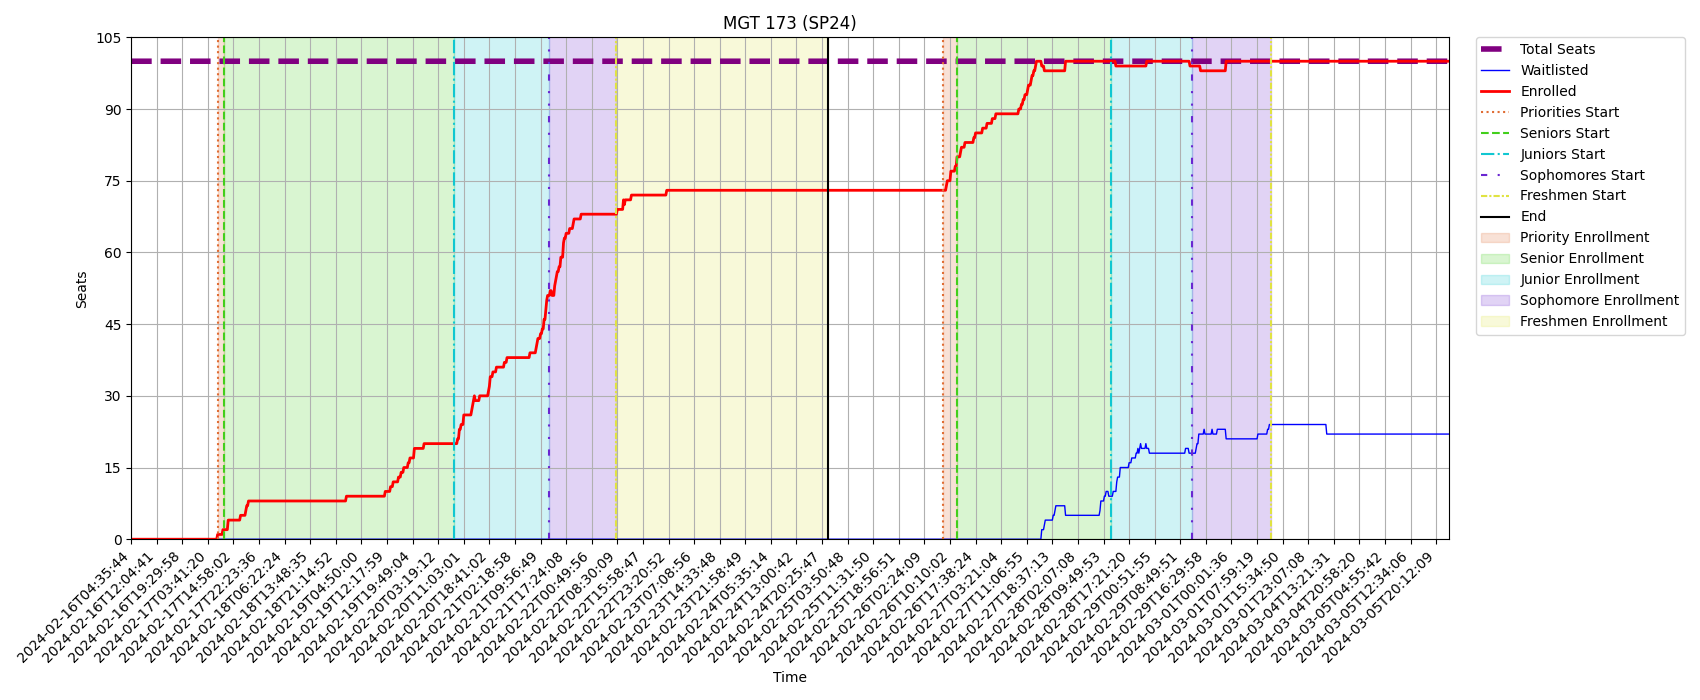 MGT 173 (SP24)
105
90
75
60
45
30
15
0
Seats
2024-02-16T04:35:44
2024-02-16T12:04:41
2024-02-16T19:29:58
2024-02-17T03:41:20
2024-02-17T14:58:02
2024-02-17T22:23:36
2024-02-18T06:22:24
2024-02-18T13:48:35
2024-02-18T21:14:52
2024-02-19T04:50:00
2024-02-19T12:17:59
2024-02-19T19:49:04
2024-02-20T03:19:12
2024-02-20T11:03:01
2024-02-20T18:41:02
2024-02-21T02:18:58
2024-02-21T09:56:49
2024-02-21T17:24:08
2024-02-22T00:49:56
2024-02-22T08:30:09
2024-02-22T15:58:47
2024-02-22T23:20:52
2024-02-23T07:08:56
2024-02-23T14:33:48
2024-02-23T21:58:49
2024-02-24T05:35:14
2024-02-24T13:00:42
2024-02-24T20:25:47
2024-02-25T03:50:48
2024-02-25T11:31:50
2024-02-25T18:56:51
2024-02-26T02:24:09
2024-02-26T10:10:02
2024-02-26T17:38:24
2024-02-27T03:21:04
2024-02-27T11:06:55
2024-02-27T18:37:13
2024-02-28T02:07:08
2024-02-28T09:49:53
2024-02-28T17:21:20
2024-02-29T00:51:55
2024-02-29T08:49:51
2024-02-29T16:29:58
2024-03-01T00:01:36
2024-03-01T07:59:19
2024-03-01T15:34:50
2024-03-01T23:07:08
2024-03-04T13:21:31
2024-03-04T20:58:20
2024-03-05T04:55:42
2024-03-05T12:34:06
2024-03-05T20:12:09
Time
Total Seats
Waitlisted
Enrolled
Priorities Start
Seniors Start
Juniors Start
Sophomores Start
Freshmen Start
End
Priority Enrollment
Senior Enrollment
Junior Enrollment
Sophomore Enrollment
Freshmen Enrollment